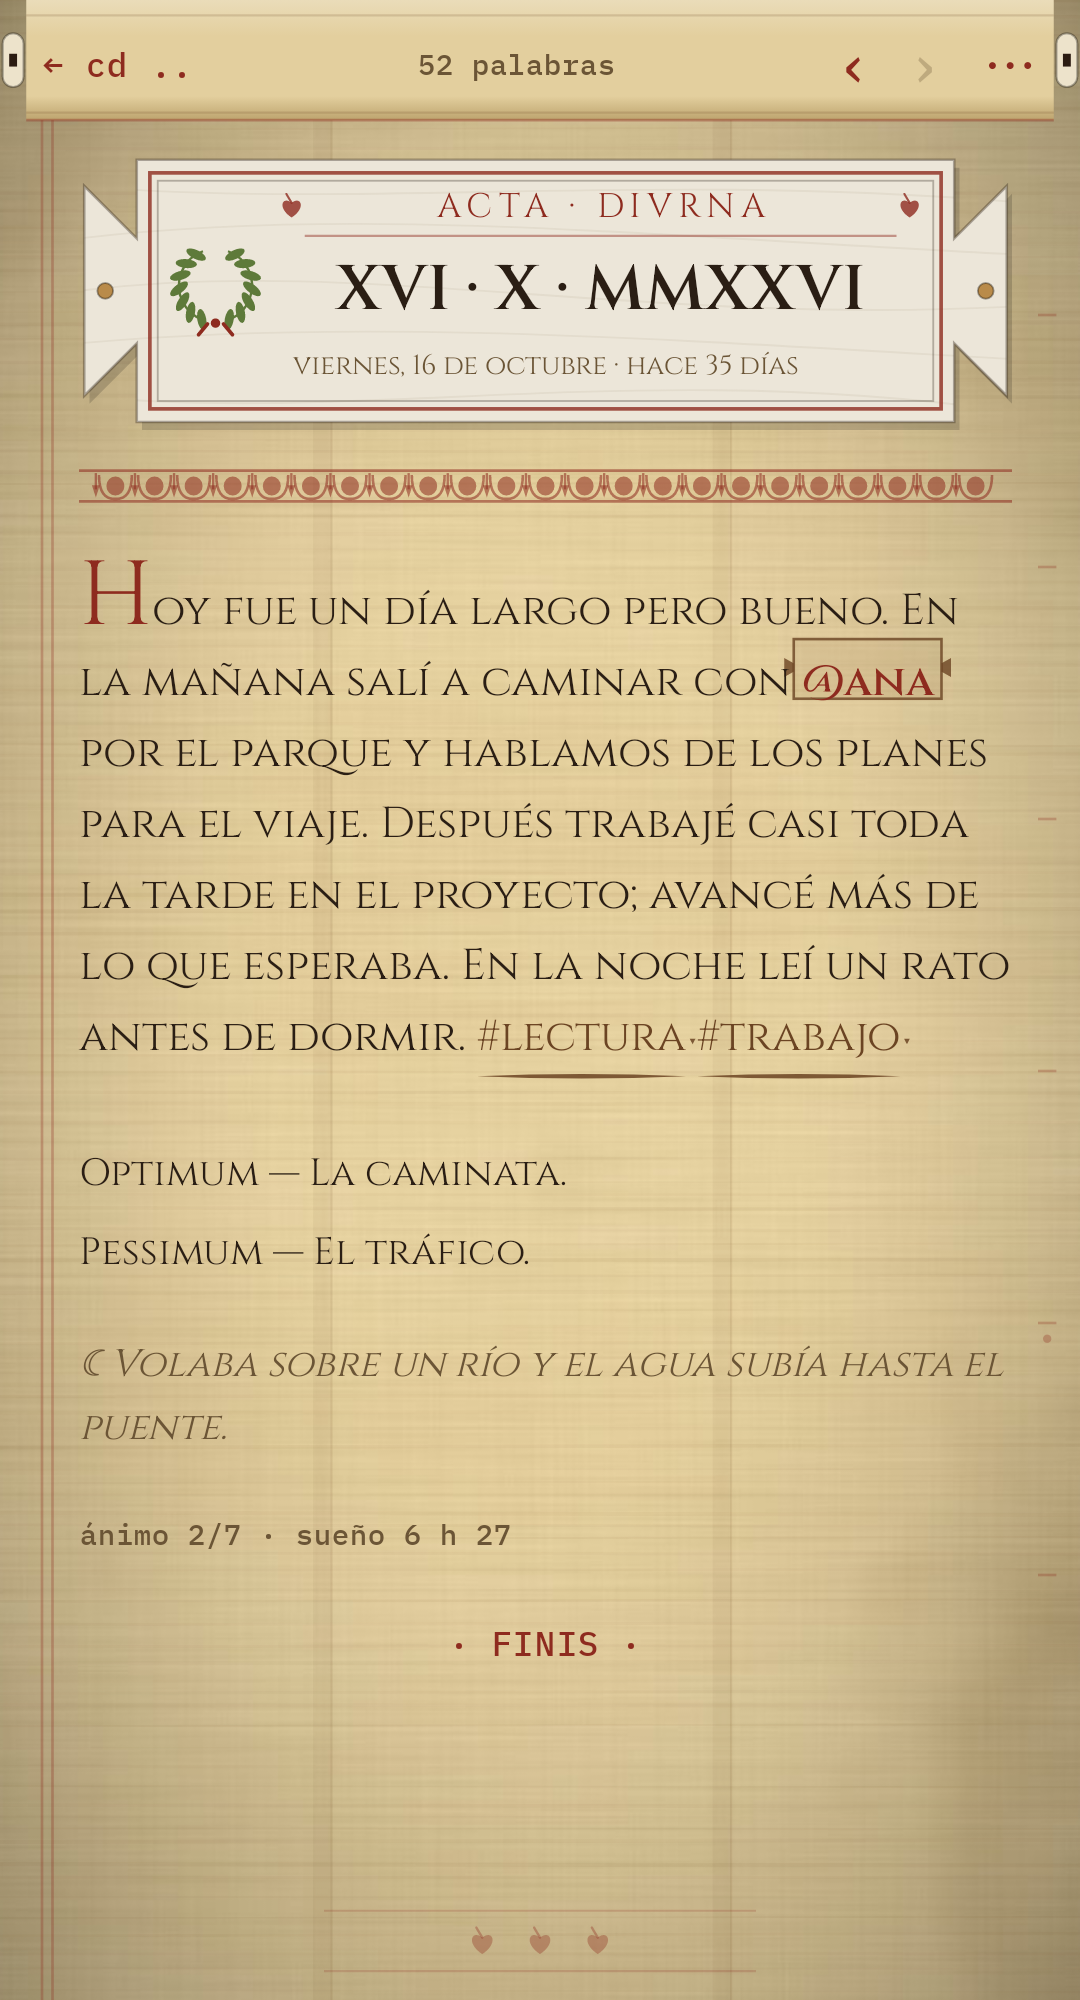 ← cd ..
52 palabras
‹ › •••
ACTA · DIVRNA
XVI · X · MMXXVI
VIERNES, 16 DE OCTUBRE · HACE 35 DÍAS
HOY FUE UN DÍA LARGO PERO BUENO. EN
LA MAÑANA SALÍ A CAMINAR CON @ANA
POR EL PARQUE Y HABLAMOS DE LOS PLANES
PARA EL VIAJE. DESPUÉS TRABAJÉ CASI TODA
LA TARDE EN EL PROYECTO; AVANCÉ MÁS DE
LO QUE ESPERABA. EN LA NOCHE LEÍ UN RATO
ANTES DE DORMIR. #LECTURA #TRABAJO
OPTIMUM — LA CAMINATA.
PESSIMUM — EL TRÁFICO.
☾ VOLABA SOBRE UN RÍO Y EL AGUA SUBÍA HASTA EL
PUENTE.
ánimo 2/7 · sueño 6 h 27
· FINIS ·